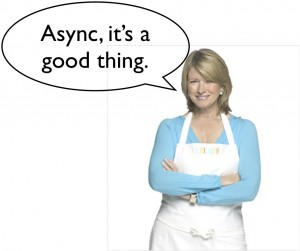 Async, it’s a
good thing.